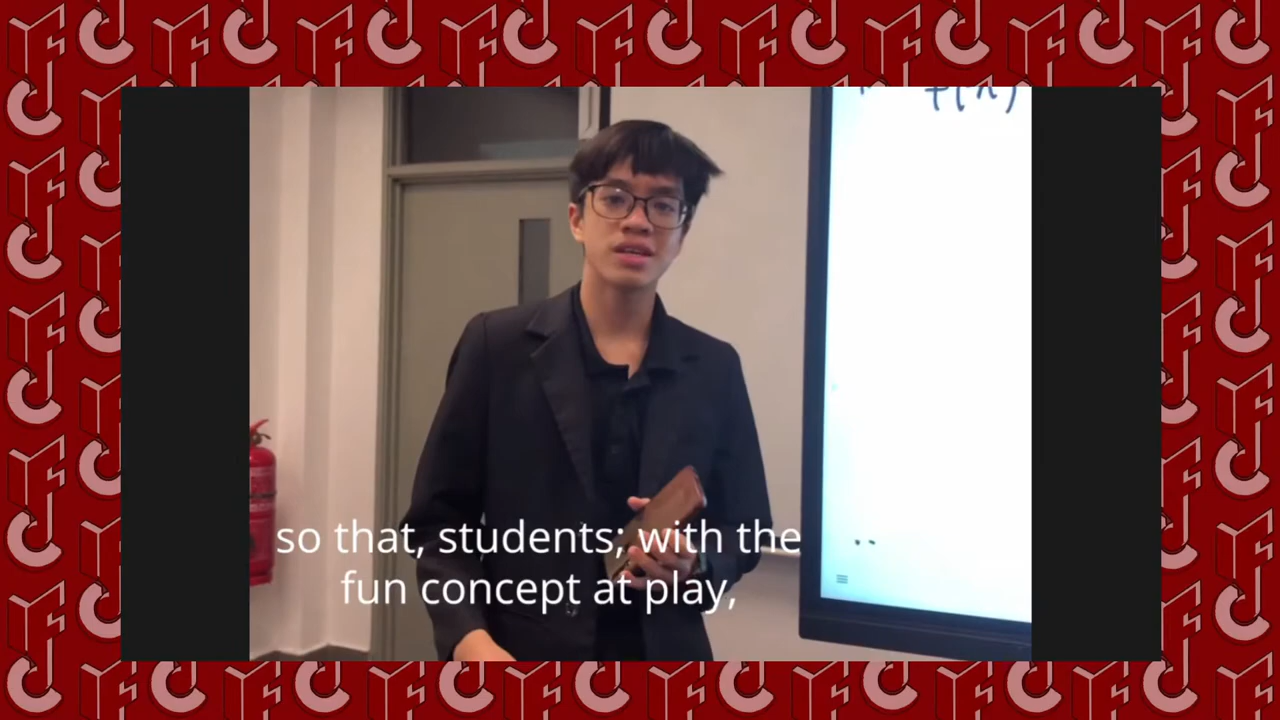 f(x)
so that, students; with the
fun concept at play,